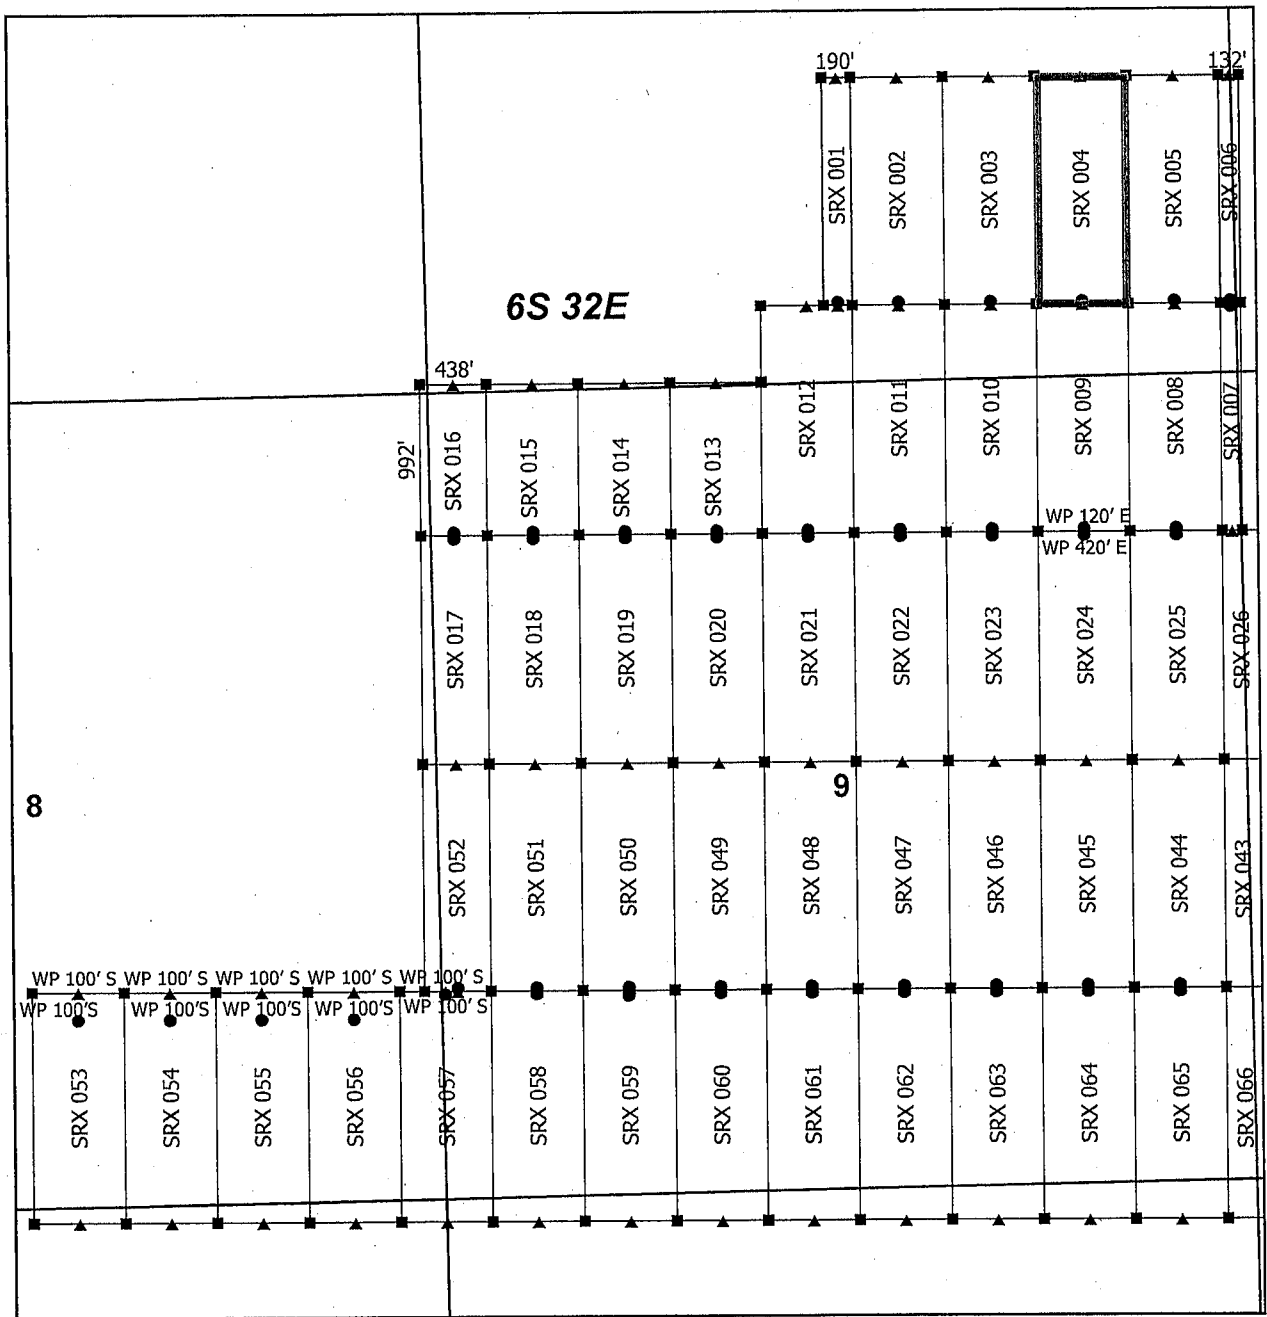 190'
132'
SRX 001
SRX 002
SRX 003
SRX 004
SRX 005
SRX 006
6S 32E
438'
992'
SRX 016
SRX 015
SRX 014
SRX 013
SRX 012
SRX 011
SRX 010
SRX 009
SRX 008
SRX 007
WP 120' E
WP 420' E
SRX 017
SRX 018
SRX 019
SRX 020
SRX 021
SRX 022
SRX 023
SRX 024
SRX 025
SRX 026
8
9
SRX 052
SRX 051
SRX 050
SRX 049
SRX 048
SRX 047
SRX 046
SRX 045
SRX 044
SRX 043
WP 100' S WP 100' S WP 100' S WP 100' S WP 100' S
WP 100'S WP 100'S WP 100'S WP 100'S WP 100' S
SRX 053
SRX 054
SRX 055
SRX 056
SRX 057
SRX 058
SRX 059
SRX 060
SRX 061
SRX 062
SRX 063
SRX 064
SRX 065
SRX 066